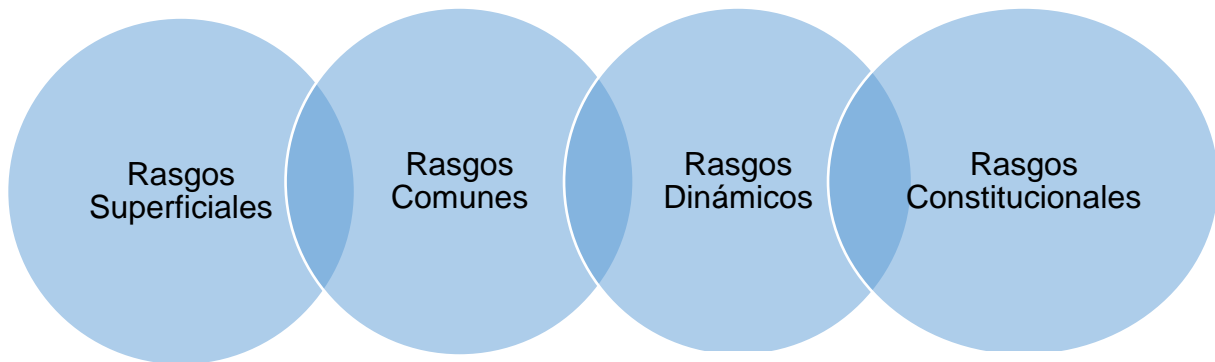 Rasgos
Superficiales
Rasgos
Comunes
Rasgos
Dinámicos
Rasgos
Constitucionales